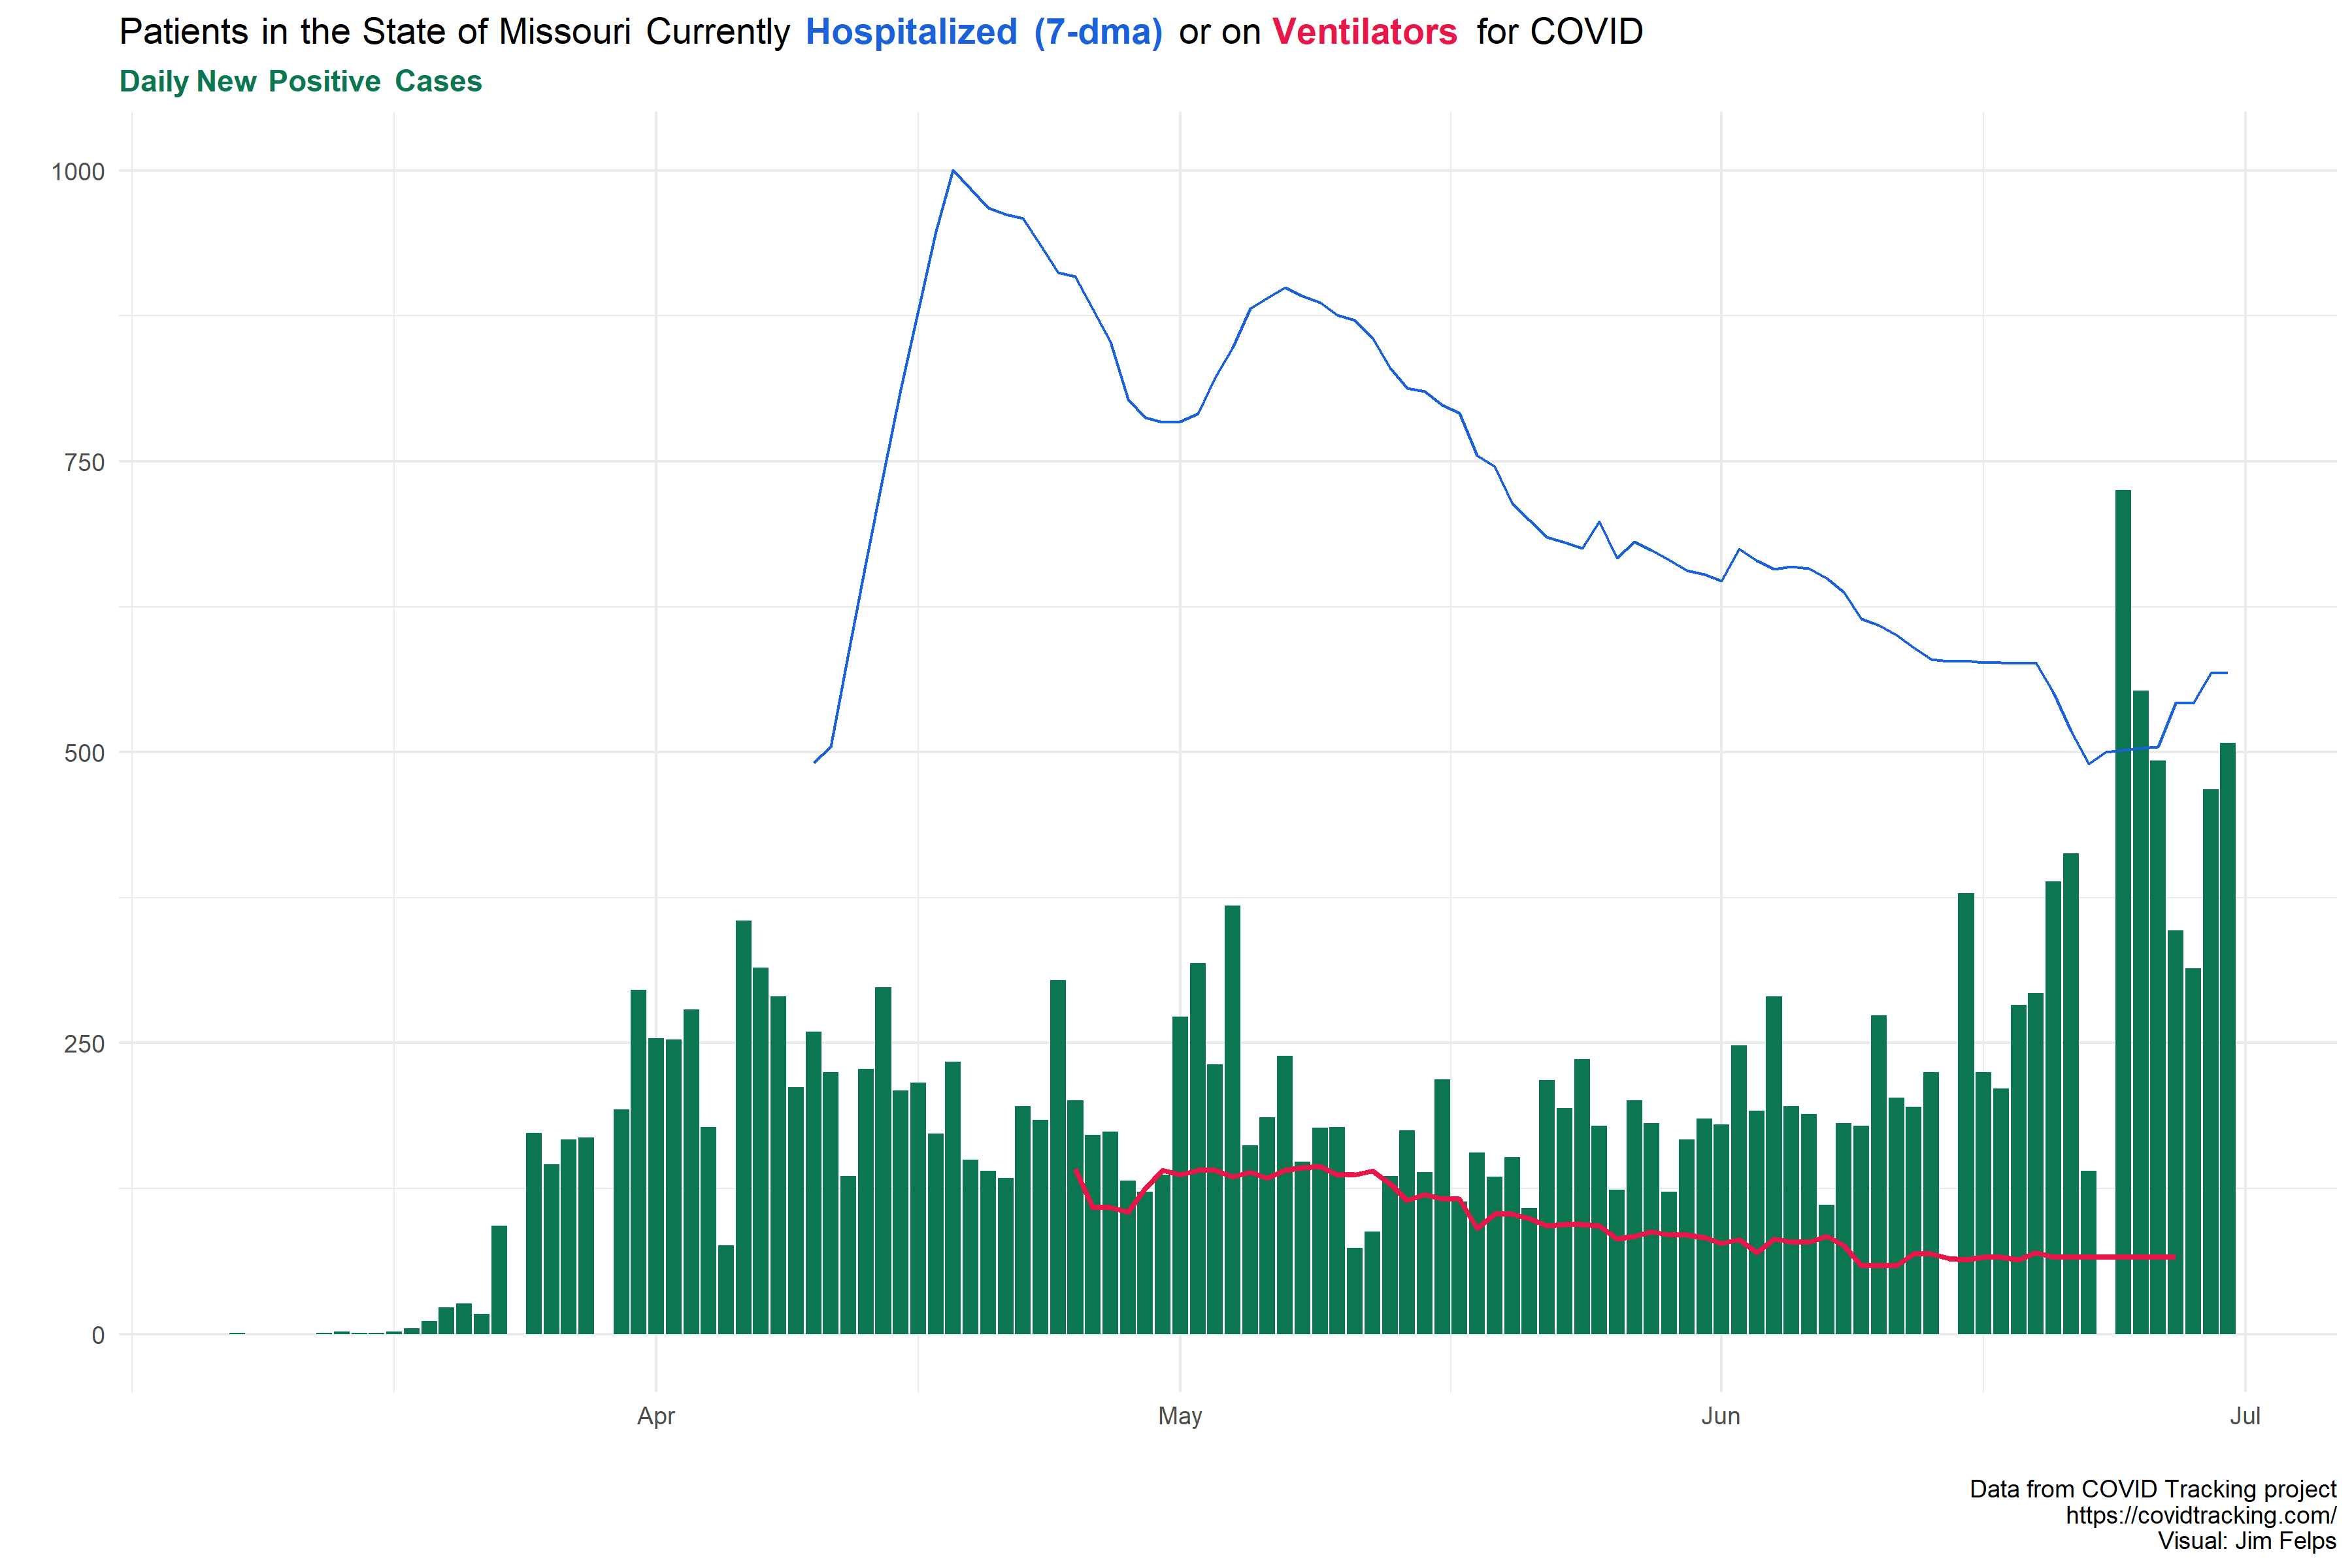 Patients in the State of Missouri Currently Hospitalized (7-dma) or on Ventilators for COVID
Daily New Positive Cases
1000
750
500
250
0
Apr May Jun Jul
Data from COVID Tracking project
https://covidtracking.com/
Visual: Jim Felps